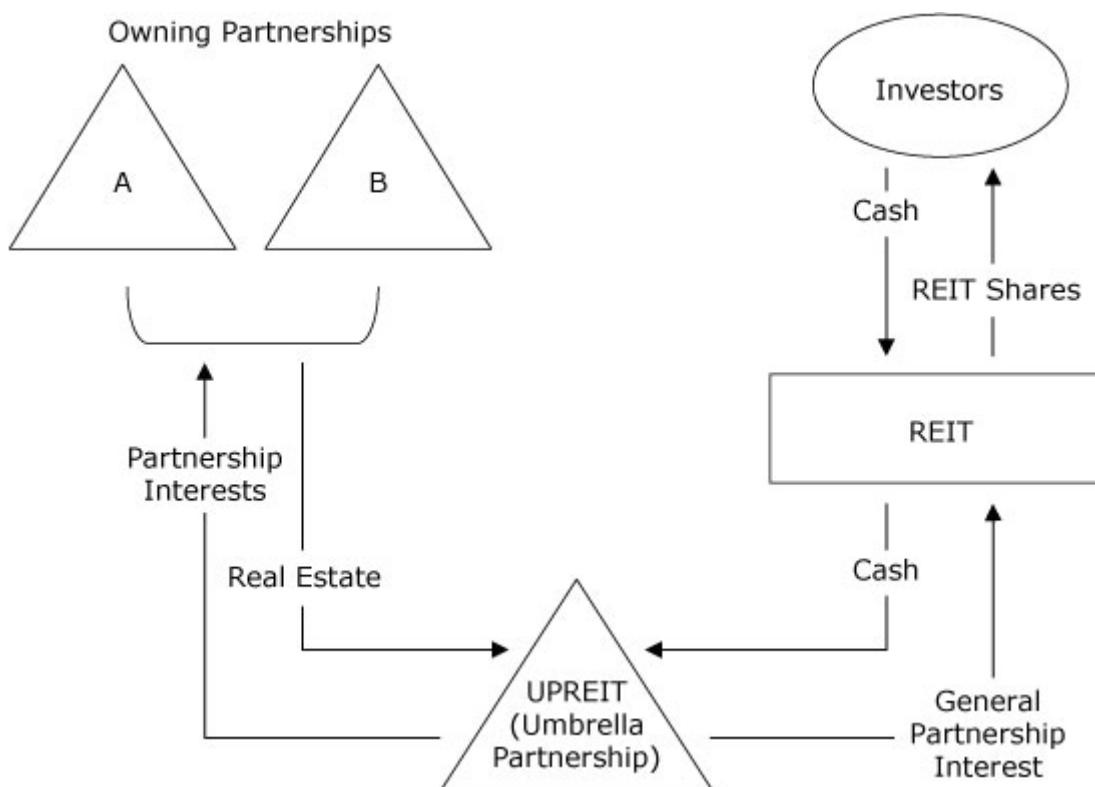 Owning Partnerships
Investors
A
B
Cash
REIT Shares
REIT
Partnership
Interests
Real Estate
Cash
UPREIT
(Umbrella
Partnership)
General
Partnership
Interest